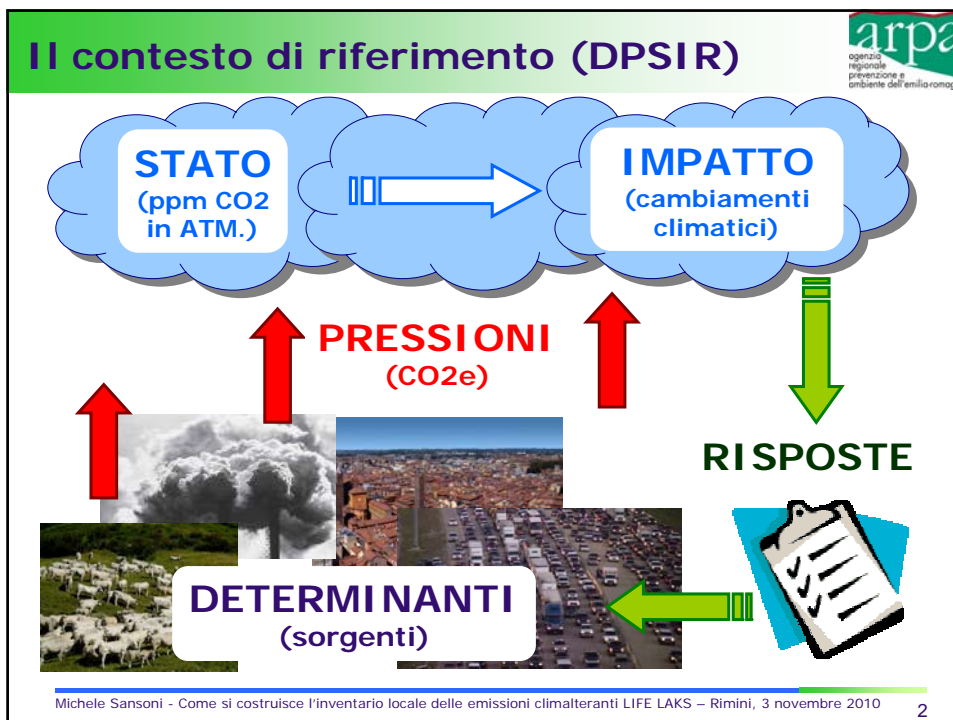 Il contesto di riferimento (DPSIR)
arpa
agenzia
regionale
prevenzione e
ambiente dell'emilia-romag
STATO
(ppm CO2
in ATM.)
IMPATTO
(cambiamenti
climatici)
PRESSIONI
(CO2e)
RISPOSTE
DETERMINANTI
(sorgenti)
Michele Sansoni - Come si costruisce l'inventario locale delle emissioni climalteranti LIFE LAKS – Rimini, 3 novembre 2010
2